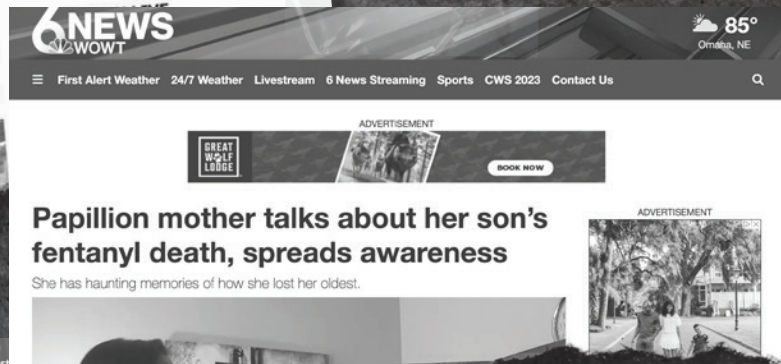 6 NEWS
WOWT
85°
Omaha, NE
First Alert Weather 24/7 Weather Livestream 6 News Streaming Sports CWS 2023 Contact Us
ADVERTISEMENT
GREAT
WOLF
LODGE
BOOK NOW
Papillion mother talks about her son's
fentanyl death, spreads awareness
She has haunting memories of how she lost her oldest.
ADVERTISEMENT